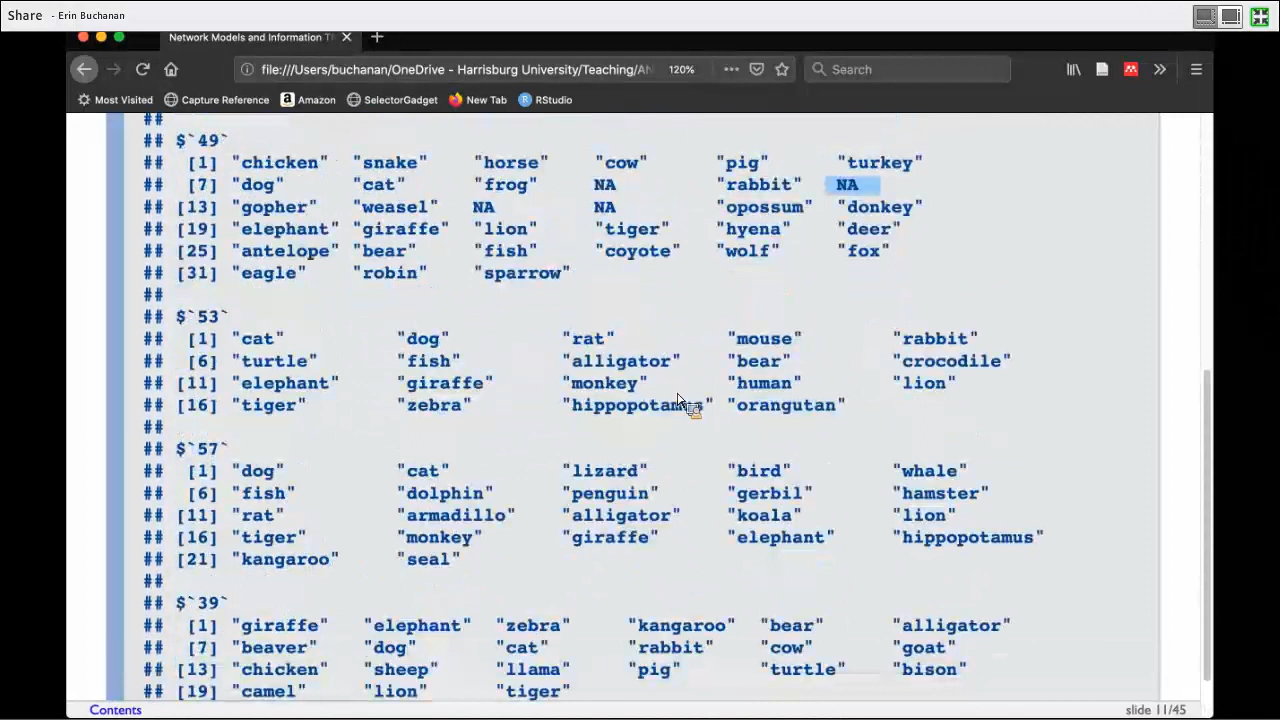 Share - Erin Buchanan
Network Models and Information T
file:///Users/buchanan/OneDrive - Harrisburg University/Teaching/AN 120% Search
Most Visited Capture Reference Amazon SelectorGadget New Tab RStudio
##
## $`49`
## [1] "chicken" "snake" "horse" "cow" "pig" "turkey"
## [7] "dog" "cat" "frog" NA "rabbit" NA
## [13] "gopher" "weasel" NA NA "opossum" "donkey"
## [19] "elephant" "giraffe" "lion" "tiger" "hyena" "deer"
## [25] "antelope" "bear" "fish" "coyote" "wolf" "fox"
## [31] "eagle" "robin" "sparrow"
##
## $`53`
## [1] "cat" "dog" "rat" "mouse" "rabbit"
## [6] "turtle" "fish" "alligator" "bear" "crocodile"
## [11] "elephant" "giraffe" "monkey" "human" "lion"
## [16] "tiger" "zebra" "hippopotamus" "orangutan"
##
## $`57`
## [1] "dog" "cat" "lizard" "bird" "whale"
## [6] "fish" "dolphin" "penguin" "gerbil" "hamster"
## [11] "rat" "armadillo" "alligator" "koala" "lion"
## [16] "tiger" "monkey" "giraffe" "elephant" "hippopotamus"
## [21] "kangaroo" "seal"
##
## $`39`
## [1] "giraffe" "elephant" "zebra" "kangaroo" "bear" "alligator"
## [7] "beaver" "dog" "cat" "rabbit" "cow" "goat"
## [13] "chicken" "sheep" "llama" "pig" "turtle" "bison"
## [19] "camel" "lion" "tiger"
Contents slide 11/45